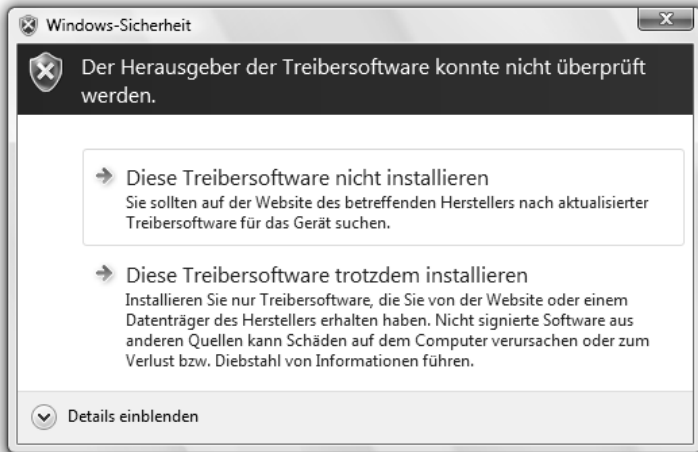 Windows-Sicherheit
Der Herausgeber der Treibersoftware konnte nicht überprüft
werden.
Diese Treibersoftware nicht installieren
Sie sollten auf der Website des betreffenden Herstellers nach aktualisierter
Treibersoftware für das Gerät suchen.
Diese Treibersoftware trotzdem installieren
Installieren Sie nur Treibersoftware, die Sie von der Website oder einem
Datenträger des Herstellers erhalten haben. Nicht signierte Software aus
anderen Quellen kann Schäden auf dem Computer verursachen oder zum
Verlust bzw. Diebstahl von Informationen führen.
Details einblenden